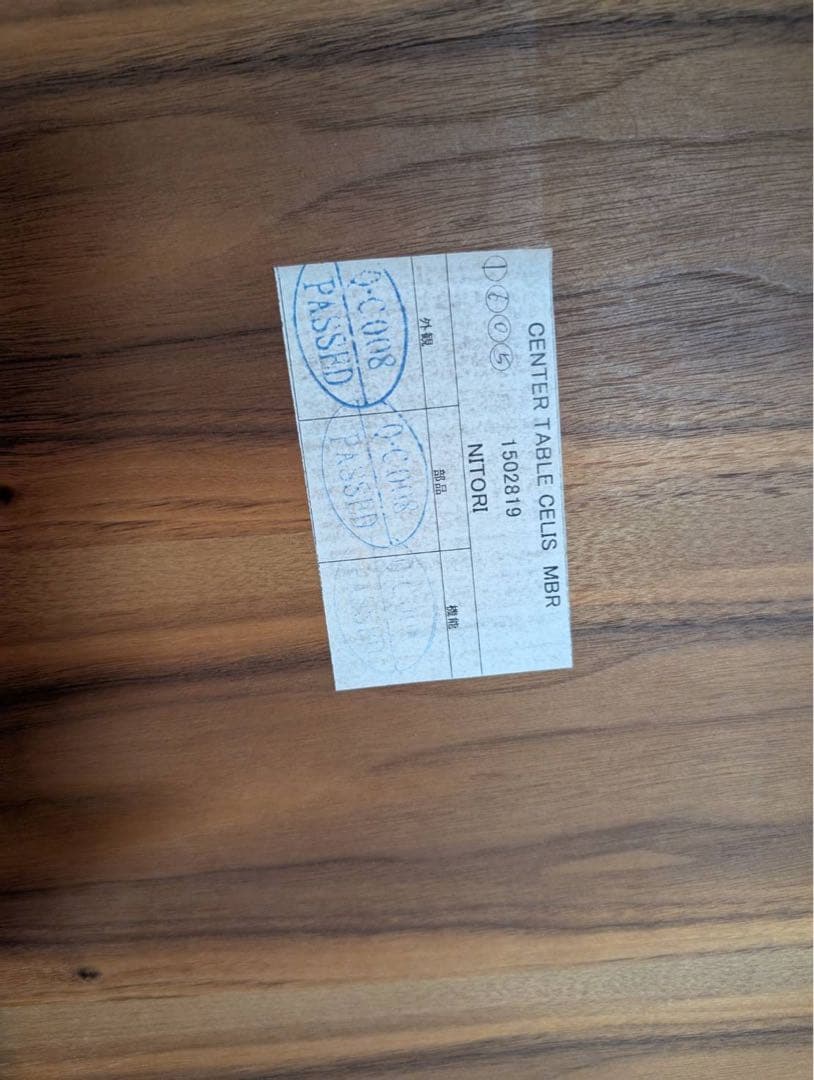 CENTER TABLE CELIS MBR
1502819
NITORI
外観 部品 機能
Q·C008 Q·C008
PASSED PASSED